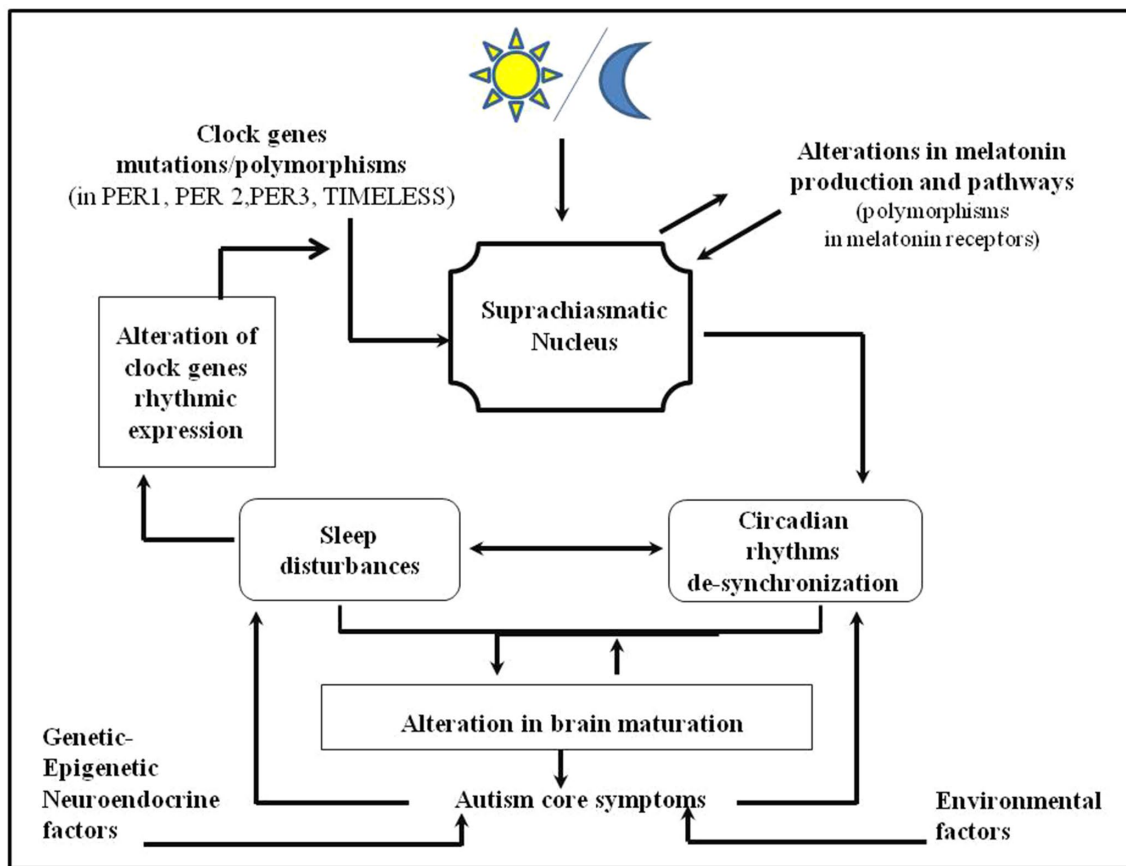 Clock genes
mutations/polymorphisms
(in PER1, PER 2,PER3, TIMELESS)
Alterations in melatonin
production and pathways
(polymorphisms
in melatonin receptors)
Suprachiasmatic
Nucleus
Alteration of
clock genes
rhythmic
expression
Sleep
disturbances
Circadian
rhythms
de-synchronization
Alteration in brain maturation
Genetic-
Epigenetic
Neuroendocrine
factors
Autism core symptoms
Environmental
factors